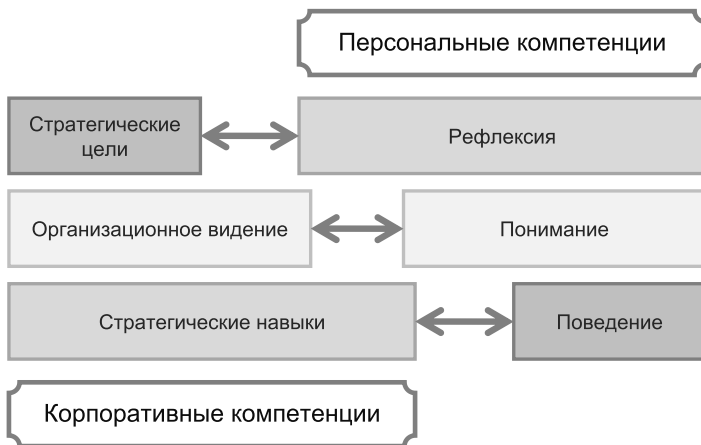 Персональные компетенции
Стратегические
цели
Рефлексия
Организационное видение
Понимание
Стратегические навыки
Поведение
Корпоративные компетенции